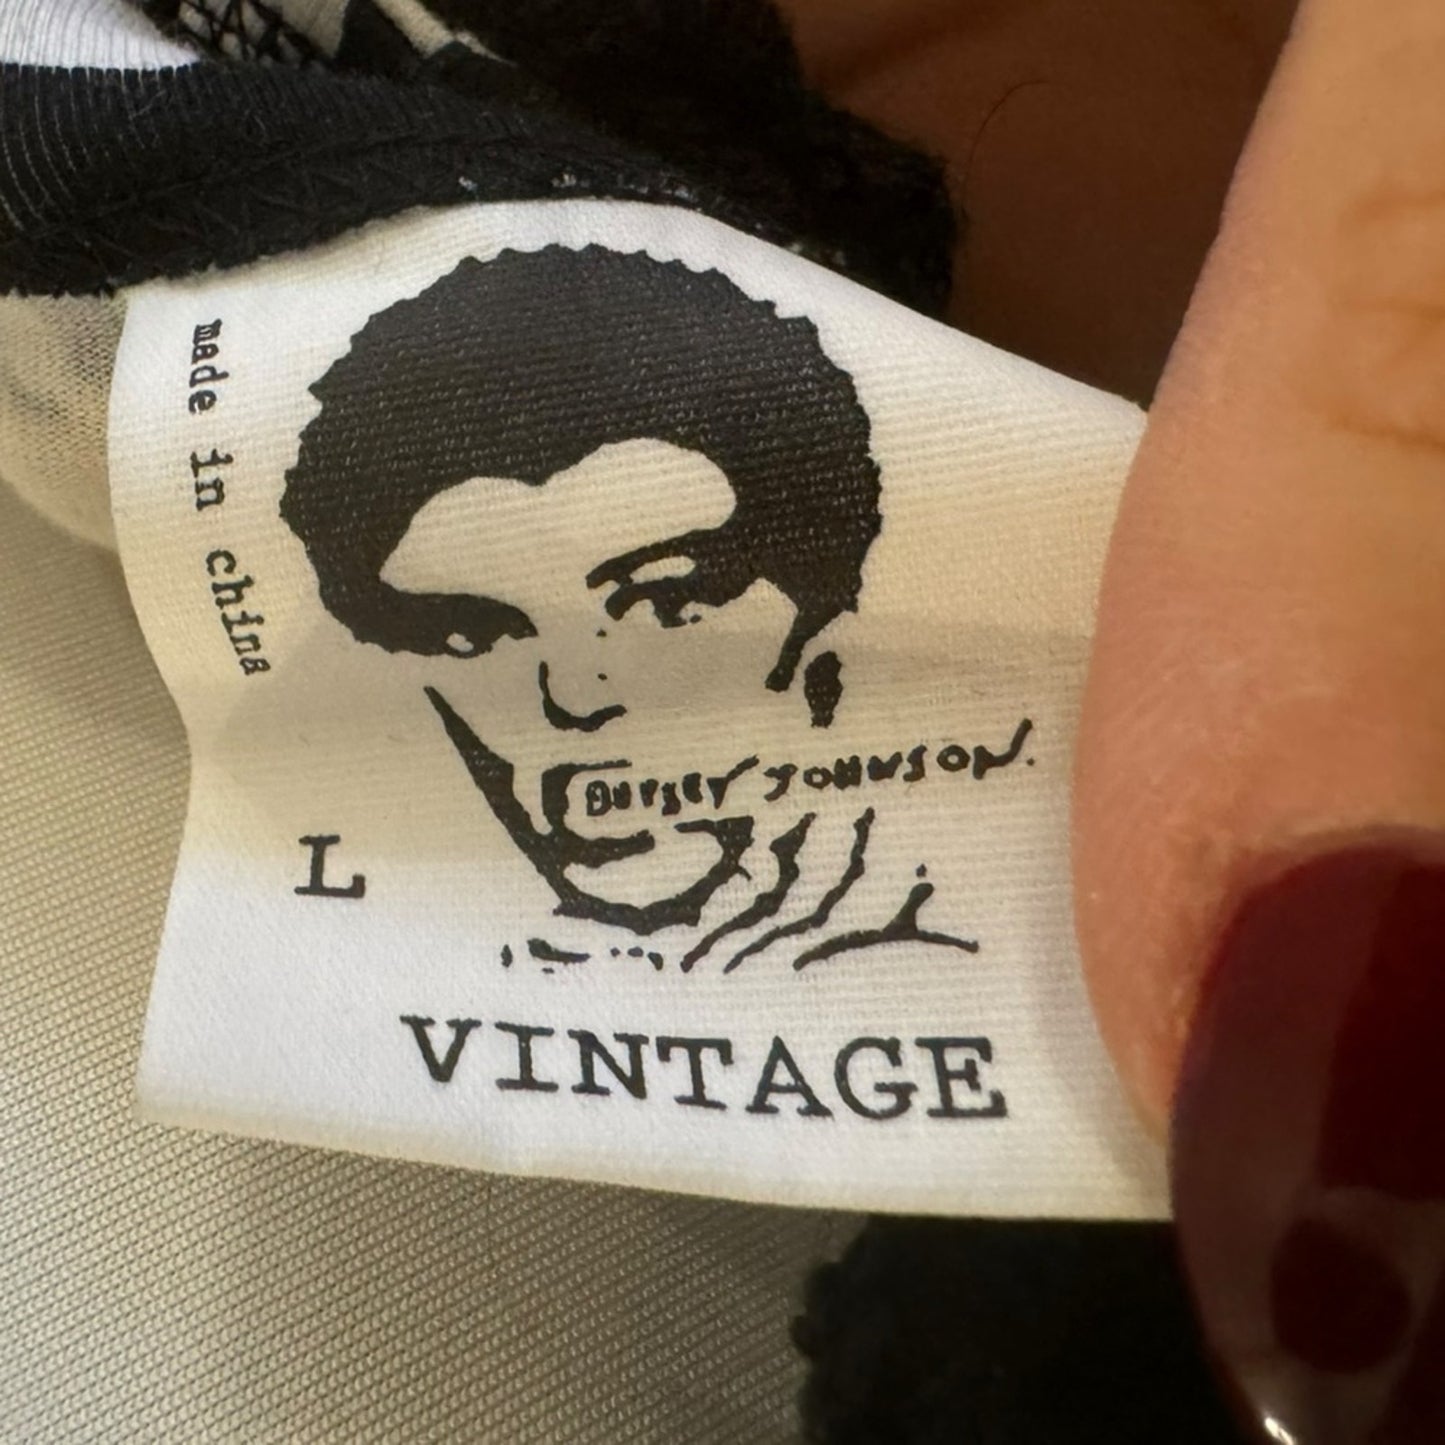 made in china
BETSEY JOHNSON.
L
VINTAGE